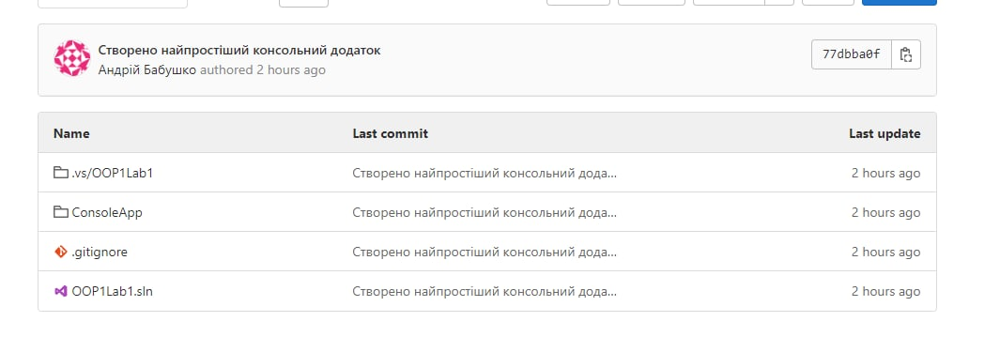 Створено найпростіший консольний додаток
Андрій Бабушко authored 2 hours ago
77dbba0f
Name Last commit Last update
.vs/OOP1Lab1 Створено найпростіший консольний дода... 2 hours ago
ConsoleApp Створено найпростіший консольний дода... 2 hours ago
.gitignore Створено найпростіший консольний дода... 2 hours ago
OOP1Lab1.sln Створено найпростіший консольний дода... 2 hours ago